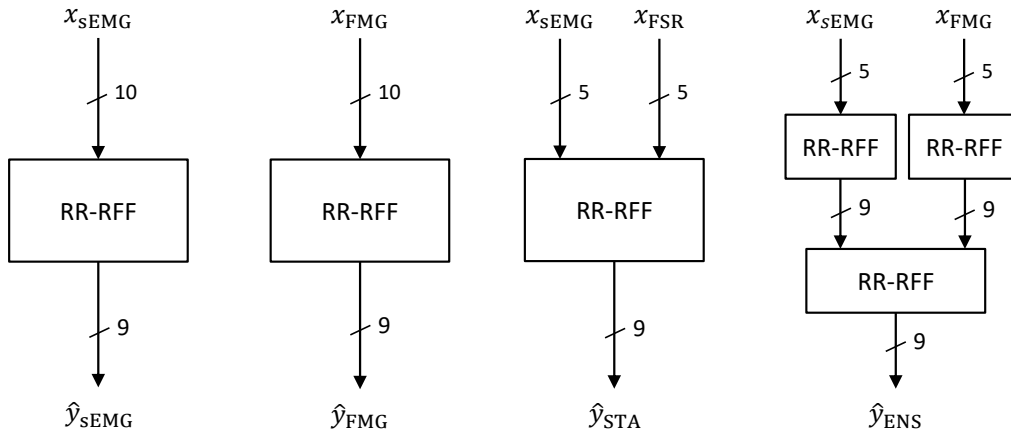 x_sEMG x_FMG x_sEMG x_FSR x_sEMG x_FMG
10 10 5 5 5 5
RR-RFF RR-RFF
RR-RFF RR-RFF RR-RFF
9 9
RR-RFF
9 9 9
9
ŷ_sEMG ŷ_FMG ŷ_STA ŷ_ENS